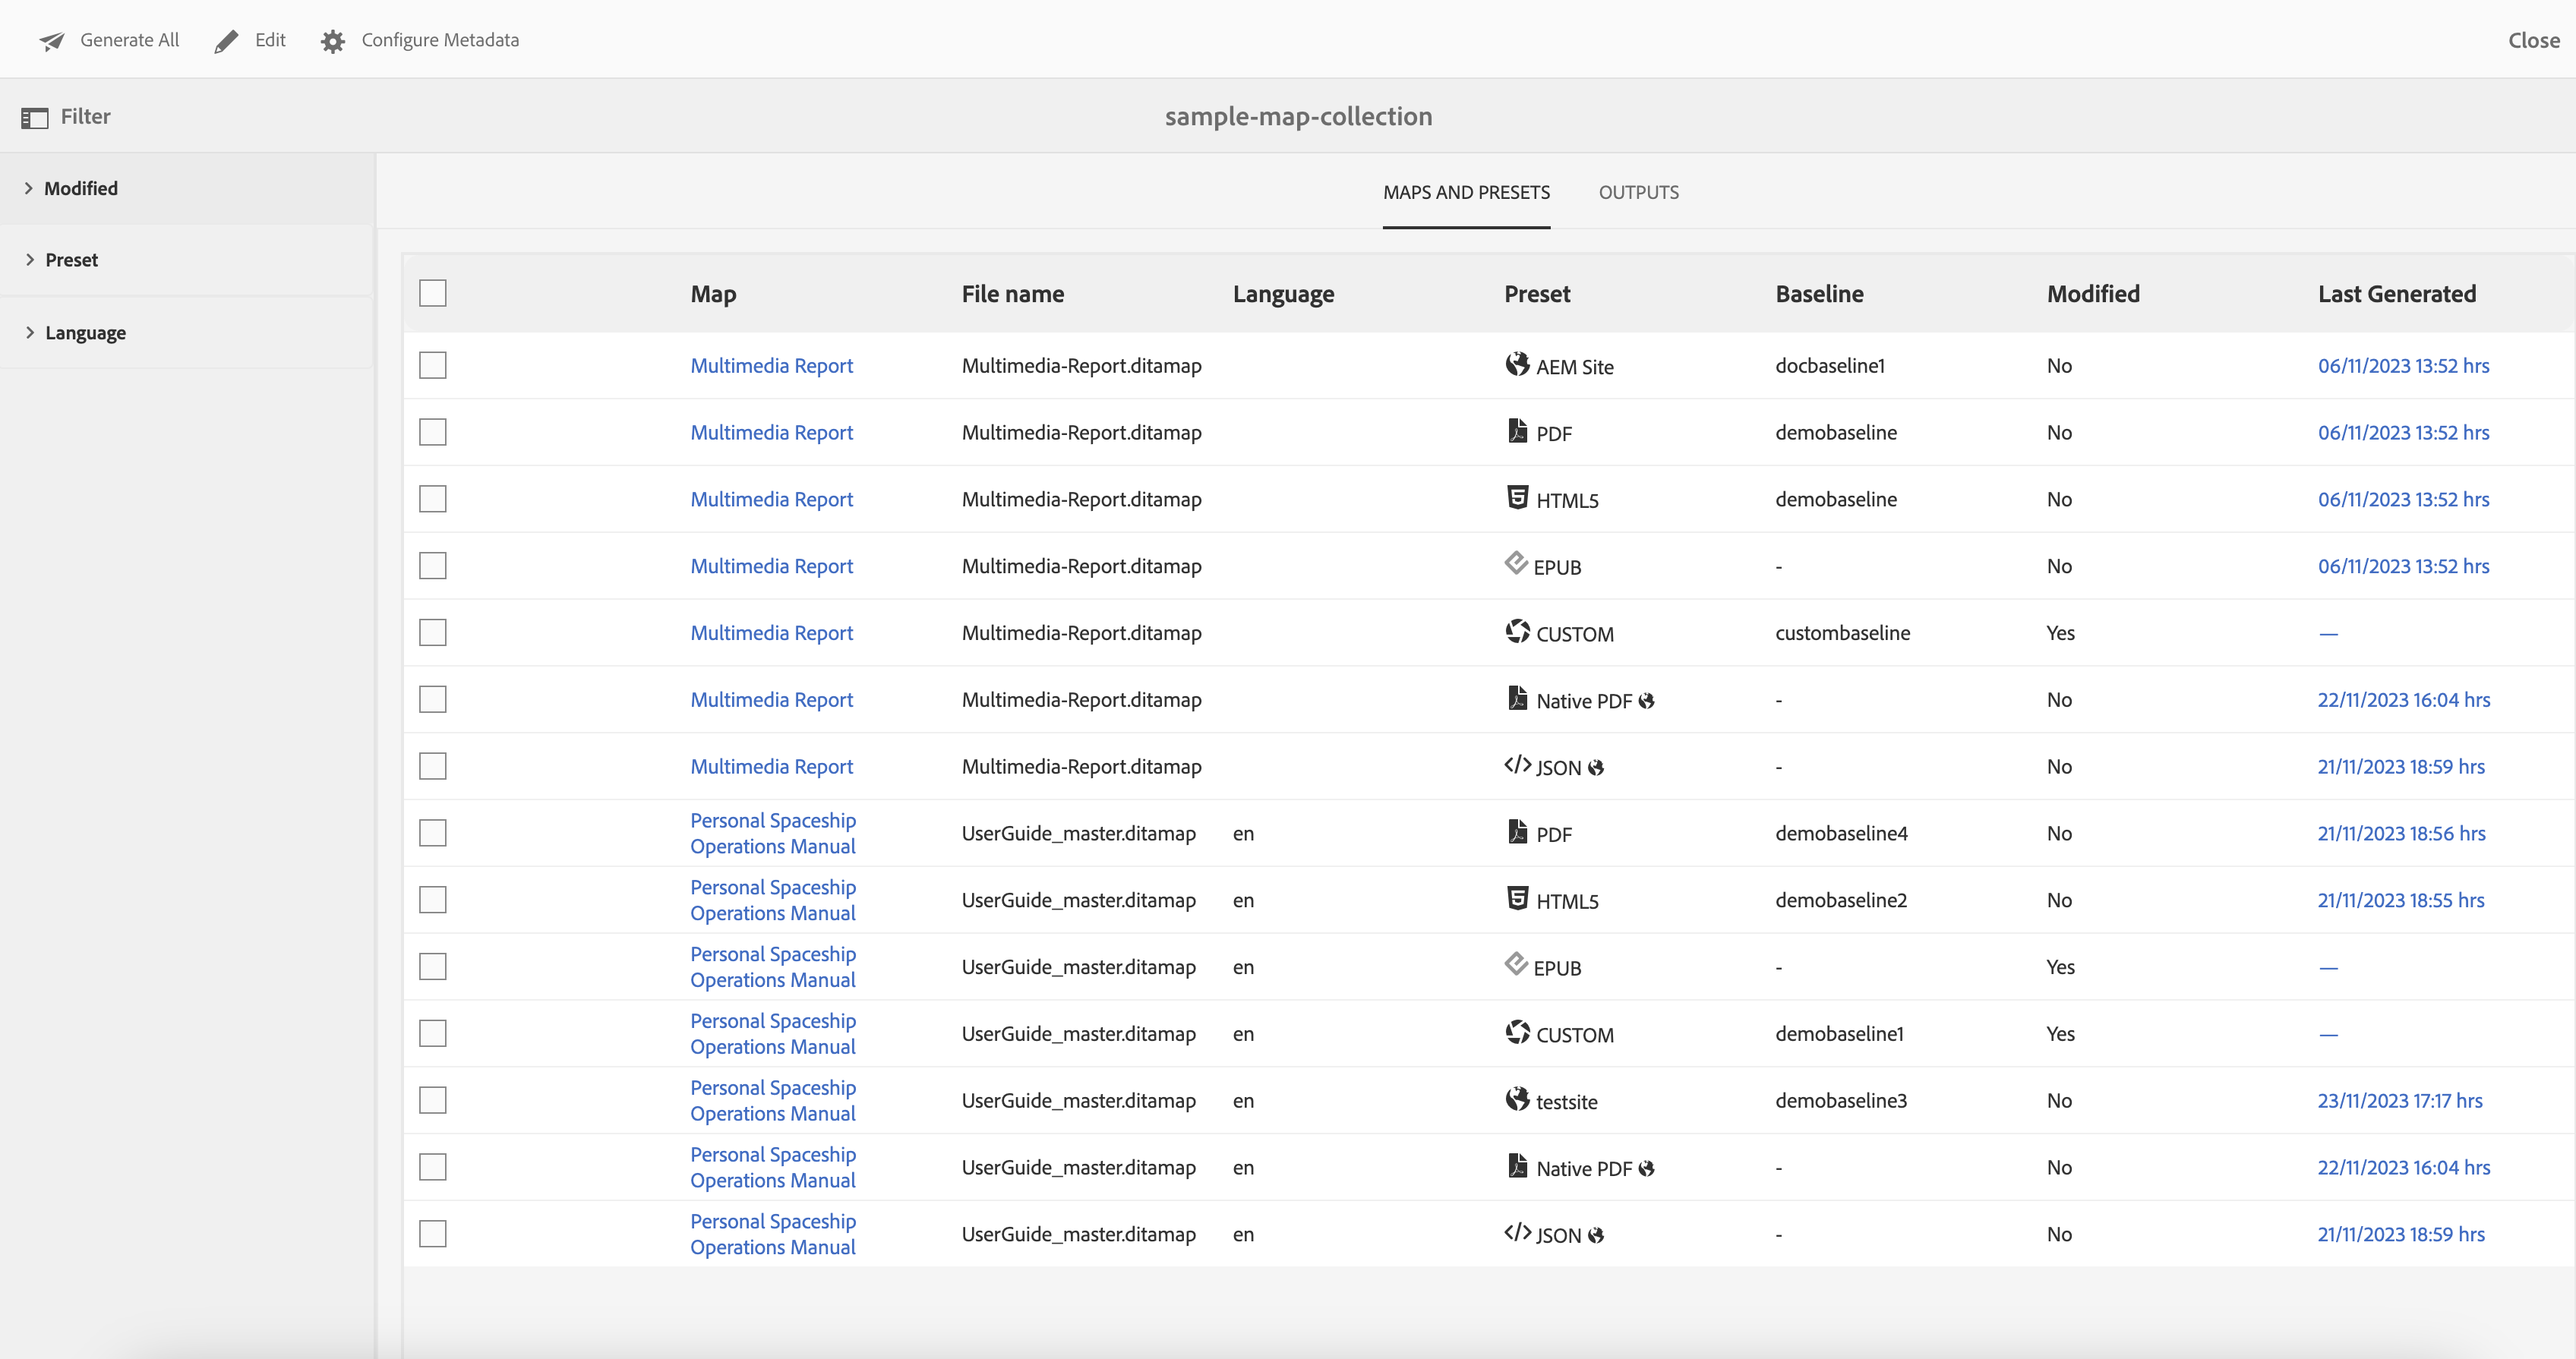 Generate All Edit Configure Metadata Close
Filter sample-map-collection
Modified
Preset
Language
MAPS AND PRESETS OUTPUTS
Map File name Language Preset Baseline Modified Last Generated
Multimedia Report Multimedia-Report.ditamap AEM Site docbaseline1 No 06/11/2023 13:52 hrs
Multimedia Report Multimedia-Report.ditamap PDF demobaseline No 06/11/2023 13:52 hrs
Multimedia Report Multimedia-Report.ditamap HTML5 demobaseline No 06/11/2023 13:52 hrs
Multimedia Report Multimedia-Report.ditamap EPUB - No 06/11/2023 13:52 hrs
Multimedia Report Multimedia-Report.ditamap CUSTOM custombaseline Yes —
Multimedia Report Multimedia-Report.ditamap Native PDF - No 22/11/2023 16:04 hrs
Multimedia Report Multimedia-Report.ditamap JSON - No 21/11/2023 18:59 hrs
Personal Spaceship
Operations Manual UserGuide_master.ditamap en PDF demobaseline4 No 21/11/2023 18:56 hrs
Personal Spaceship
Operations Manual UserGuide_master.ditamap en HTML5 demobaseline2 No 21/11/2023 18:55 hrs
Personal Spaceship
Operations Manual UserGuide_master.ditamap en EPUB - Yes —
Personal Spaceship
Operations Manual UserGuide_master.ditamap en CUSTOM demobaseline1 Yes —
Personal Spaceship
Operations Manual UserGuide_master.ditamap en testsite demobaseline3 No 23/11/2023 17:17 hrs
Personal Spaceship
Operations Manual UserGuide_master.ditamap en Native PDF - No 22/11/2023 16:04 hrs
Personal Spaceship
Operations Manual UserGuide_master.ditamap en JSON - No 21/11/2023 18:59 hrs